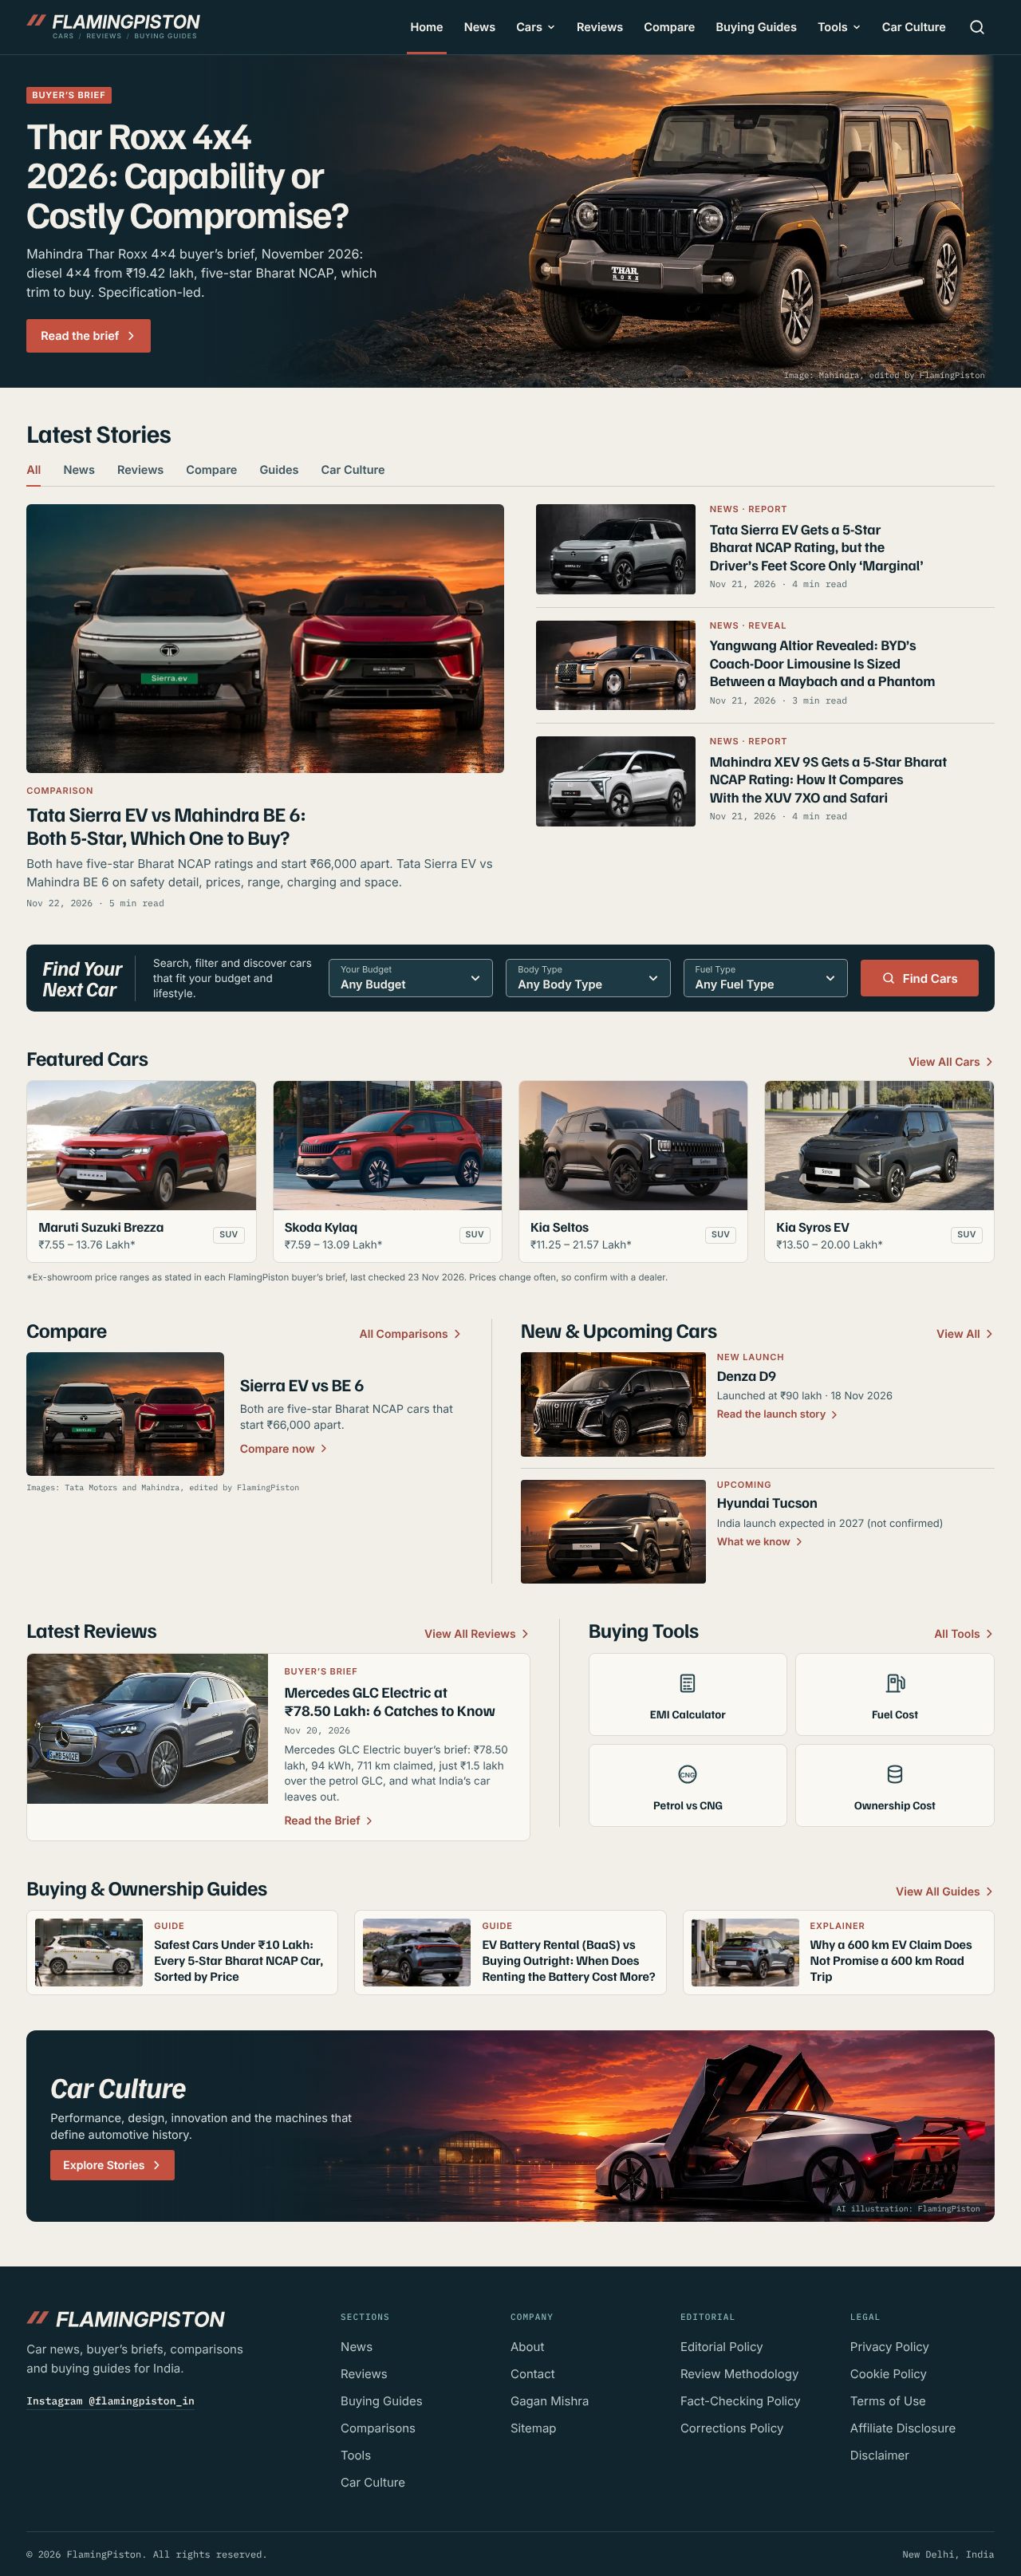 FLAMINGPISTON
CARS / REVIEWS / BUYING GUIDES
Home News Cars Reviews Compare Buying Guides Tools Car Culture
BUYER'S BRIEF
Thar Roxx 4x4
2026: Capability or
Costly Compromise?
Mahindra Thar Roxx 4×4 buyer's brief, November 2026:
diesel 4×4 from ₹19.42 lakh, five-star Bharat NCAP, which
trim to buy. Specification-led.
Read the brief
THAR
ROXX
Image: Mahindra, edited by FlamingPiston
Latest Stories
All News Reviews Compare Guides Car Culture
Sierra.ev
COMPARISON
Tata Sierra EV vs Mahindra BE 6:
Both 5-Star, Which One to Buy?
Both have five-star Bharat NCAP ratings and start ₹66,000 apart. Tata Sierra EV vs
Mahindra BE 6 on safety detail, prices, range, charging and space.
Nov 22, 2026 · 5 min read
NEWS · REPORT
Tata Sierra EV Gets a 5-Star
Bharat NCAP Rating, but the
Driver's Feet Score Only ‘Marginal’
Nov 21, 2026 · 4 min read
NEWS · REVEAL
Yangwang Altior Revealed: BYD's
Coach-Door Limousine Is Sized
Between a Maybach and a Phantom
Nov 21, 2026 · 3 min read
NEWS · REPORT
Mahindra XEV 9S Gets a 5-Star Bharat
NCAP Rating: How It Compares
With the XUV 7XO and Safari
Nov 21, 2026 · 4 min read
Find Your
Next Car
Search, filter and discover cars
that fit your budget and
lifestyle.
Your Budget
Any Budget
Body Type
Any Body Type
Fuel Type
Any Fuel Type
Find Cars
Featured Cars
View All Cars
Maruti Suzuki Brezza
₹7.55 – 13.76 Lakh*
SUV
Skoda Kylaq
₹7.59 – 13.09 Lakh*
SUV
Kia Seltos
₹11.25 – 21.57 Lakh*
SUV
Kia Syros EV
₹13.50 – 20.00 Lakh*
SUV
*Ex-showroom price ranges as stated in each FlamingPiston buyer's brief, last checked 23 Nov 2026. Prices change often, so confirm with a dealer.
Compare
All Comparisons
Sierra EV vs BE 6
Both are five-star Bharat NCAP cars that
start ₹66,000 apart.
Compare now
Images: Tata Motors and Mahindra, edited by FlamingPiston
New & Upcoming Cars
View All
NEW LAUNCH
Denza D9
Launched at ₹90 lakh · 18 Nov 2026
Read the launch story
UPCOMING
Hyundai Tucson
India launch expected in 2027 (not confirmed)
What we know
Latest Reviews
View All Reviews
BUYER'S BRIEF
Mercedes GLC Electric at
₹78.50 Lakh: 6 Catches to Know
Nov 20, 2026
Mercedes GLC Electric buyer's brief: ₹78.50
lakh, 94 kWh, 711 km claimed, just ₹1.5 lakh
over the petrol GLC, and what India's car
leaves out.
Read the Brief
Buying Tools
All Tools
EMI Calculator
Fuel Cost
CNG
Petrol vs CNG
Ownership Cost
Buying & Ownership Guides
View All Guides
GUIDE
Safest Cars Under ₹10 Lakh:
Every 5-Star Bharat NCAP Car,
Sorted by Price
GUIDE
EV Battery Rental (BaaS) vs
Buying Outright: When Does
Renting the Battery Cost More?
EXPLAINER
Why a 600 km EV Claim Does
Not Promise a 600 km Road
Trip
Car Culture
Performance, design, innovation and the machines that
define automotive history.
Explore Stories
AI illustration: FlamingPiston
FLAMINGPISTON
Car news, buyer's briefs, comparisons
and buying guides for India.
Instagram @flamingpiston_in
SECTIONS
News
Reviews
Buying Guides
Comparisons
Tools
Car Culture
COMPANY
About
Contact
Gagan Mishra
Sitemap
EDITORIAL
Editorial Policy
Review Methodology
Fact-Checking Policy
Corrections Policy
LEGAL
Privacy Policy
Cookie Policy
Terms of Use
Affiliate Disclosure
Disclaimer
© 2026 FlamingPiston. All rights reserved.
New Delhi, India